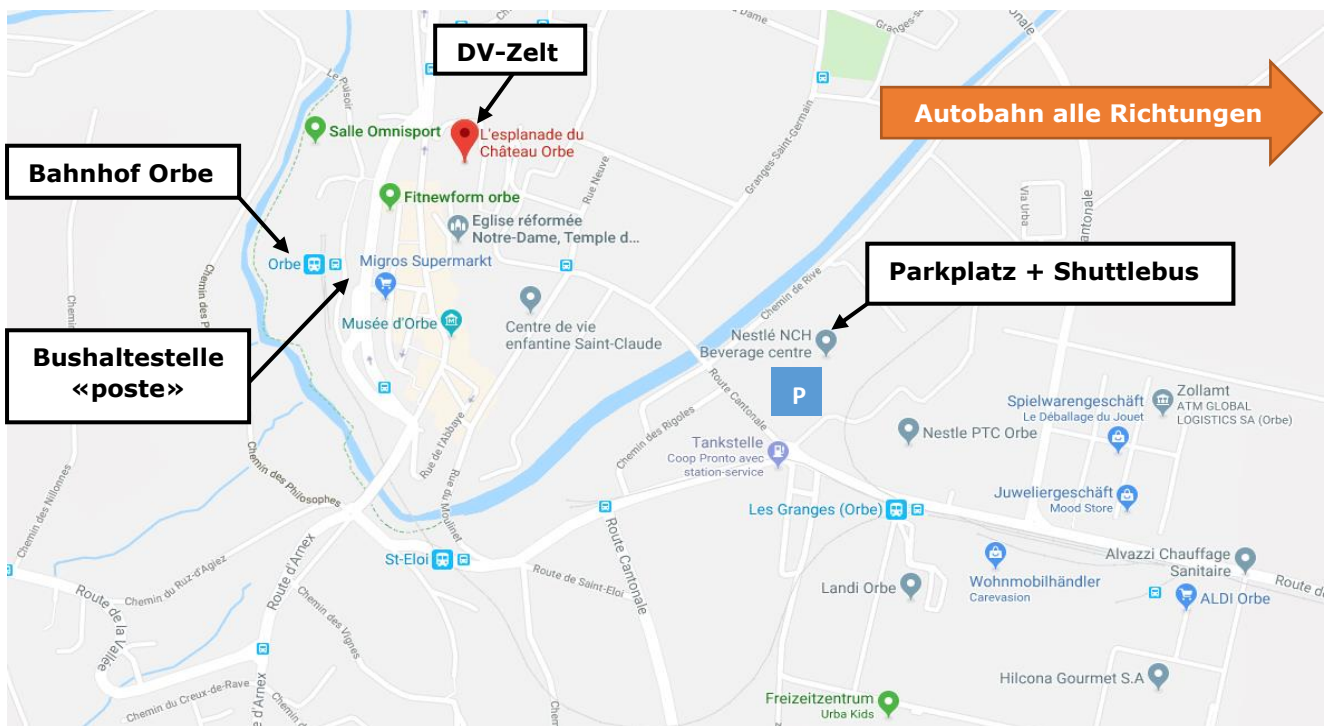 DV-Zelt
Autobahn alle Richtungen
Bahnhof Orbe
Parkplatz + Shuttlebus
Bushaltestelle
«poste»
P
Le Puisoir
Salle Omnisport
L'esplanade du
Château Orbe
Fitnewform orbe
Eglise réformée
Notre-Dame, Temple d...
Rue Neuve
Granges-Saint-Germain
Via Urba
Orbe
Migros Supermarkt
Musée d'Orbe
Centre de vie
enfantine Saint-Claude
Chemin de Rive
Nestlé NCH
Beverage centre
Route Cantonale
Chemin des Rigoles
Rue de l'Abbaye
Rue du Moulinet
Chemin des Philosophes
Chemin des Nillonnes
Tankstelle
Coop Pronto avec
station-service
Nestle PTC Orbe
Spielwarengeschäft
Le Déballage du Jouet
Zollamt
ATM GLOBAL
LOGISTICS SA (Orbe)
Juweliergeschäft
Mood Store
Les Granges (Orbe)
St-Eloi
Route de Saint-Eloi
Route Cantonale
Route d'Arnex
Chemin du Ruz-d'Agiez
Chemin des Vignes
Route de la Vallée
Chemin du Creux-de-Rave
Landi Orbe
Wohnmobilhändler
Carevasion
Alvazzi Chauffage
Sanitaire
ALDI Orbe
Route de
Hilcona Gourmet S.A
Freizeitzentrum
Urba Kids